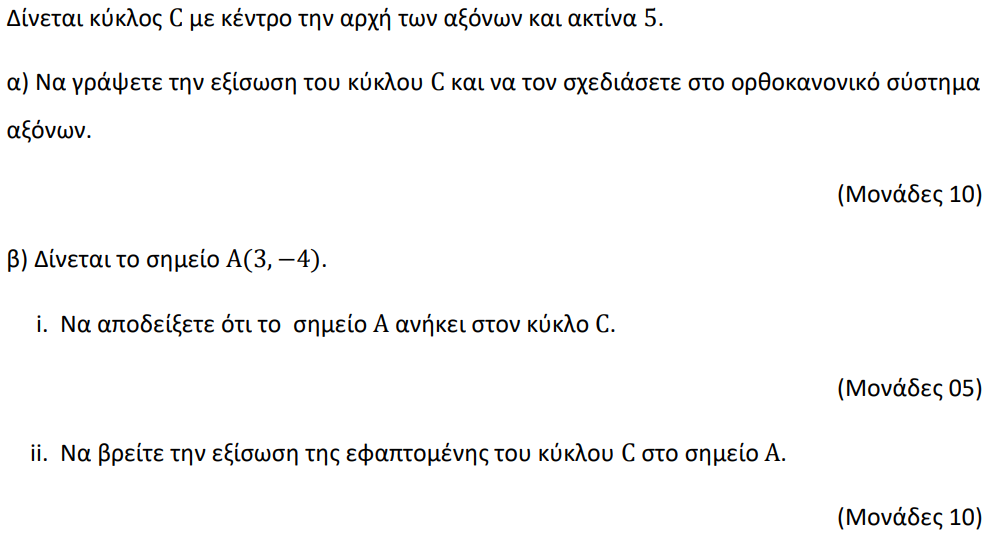 Δίνεται κύκλος C με κέντρο την αρχή των αξόνων και ακτίνα 5.
α) Να γράψετε την εξίσωση του κύκλου C και να τον σχεδιάσετε στο ορθοκανονικό σύστημα
αξόνων.
(Μονάδες 10)
β) Δίνεται το σημείο Α(3, −4).
i. Να αποδείξετε ότι το σημείο Α ανήκει στον κύκλο C.
(Μονάδες 05)
ii. Να βρείτε την εξίσωση της εφαπτομένης του κύκλου C στο σημείο Α.
(Μονάδες 10)